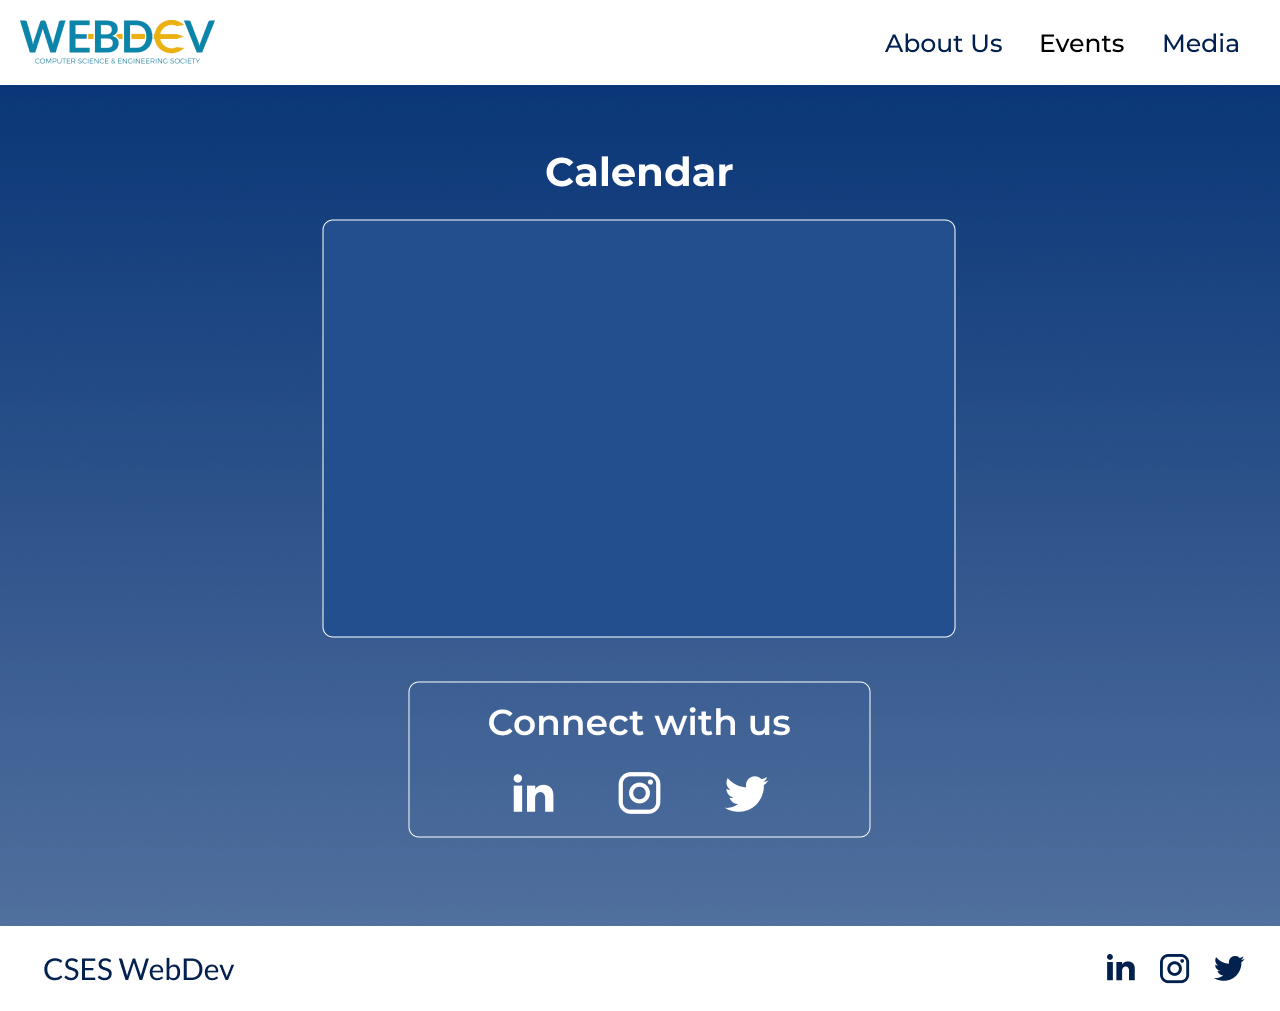 WEBDEV
COMPUTER SCIENCE & ENGINEERING SOCIETY
About Us
Events
Media
Calendar
Connect with us
CSES WebDev